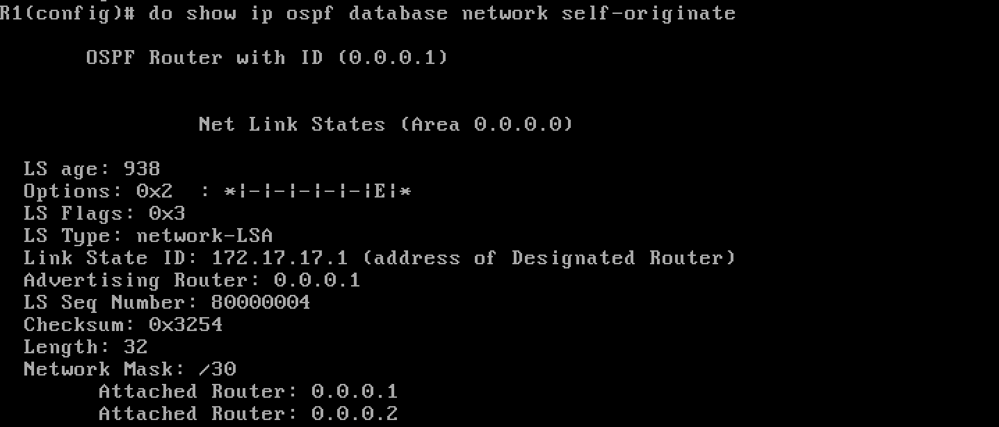 R1(config)# do show ip ospf database network self-originate
OSPF Router with ID (0.0.0.1)
Net Link States (Area 0.0.0.0)
LS age: 938
Options: 0x2  : *|-|-|-|-|-|E|*
LS Flags: 0x3
LS Type: network-LSA
Link State ID: 172.17.17.1 (address of Designated Router)
Advertising Router: 0.0.0.1
LS Seq Number: 80000004
Checksum: 0x3254
Length: 32
Network Mask: /30
Attached Router: 0.0.0.1
Attached Router: 0.0.0.2